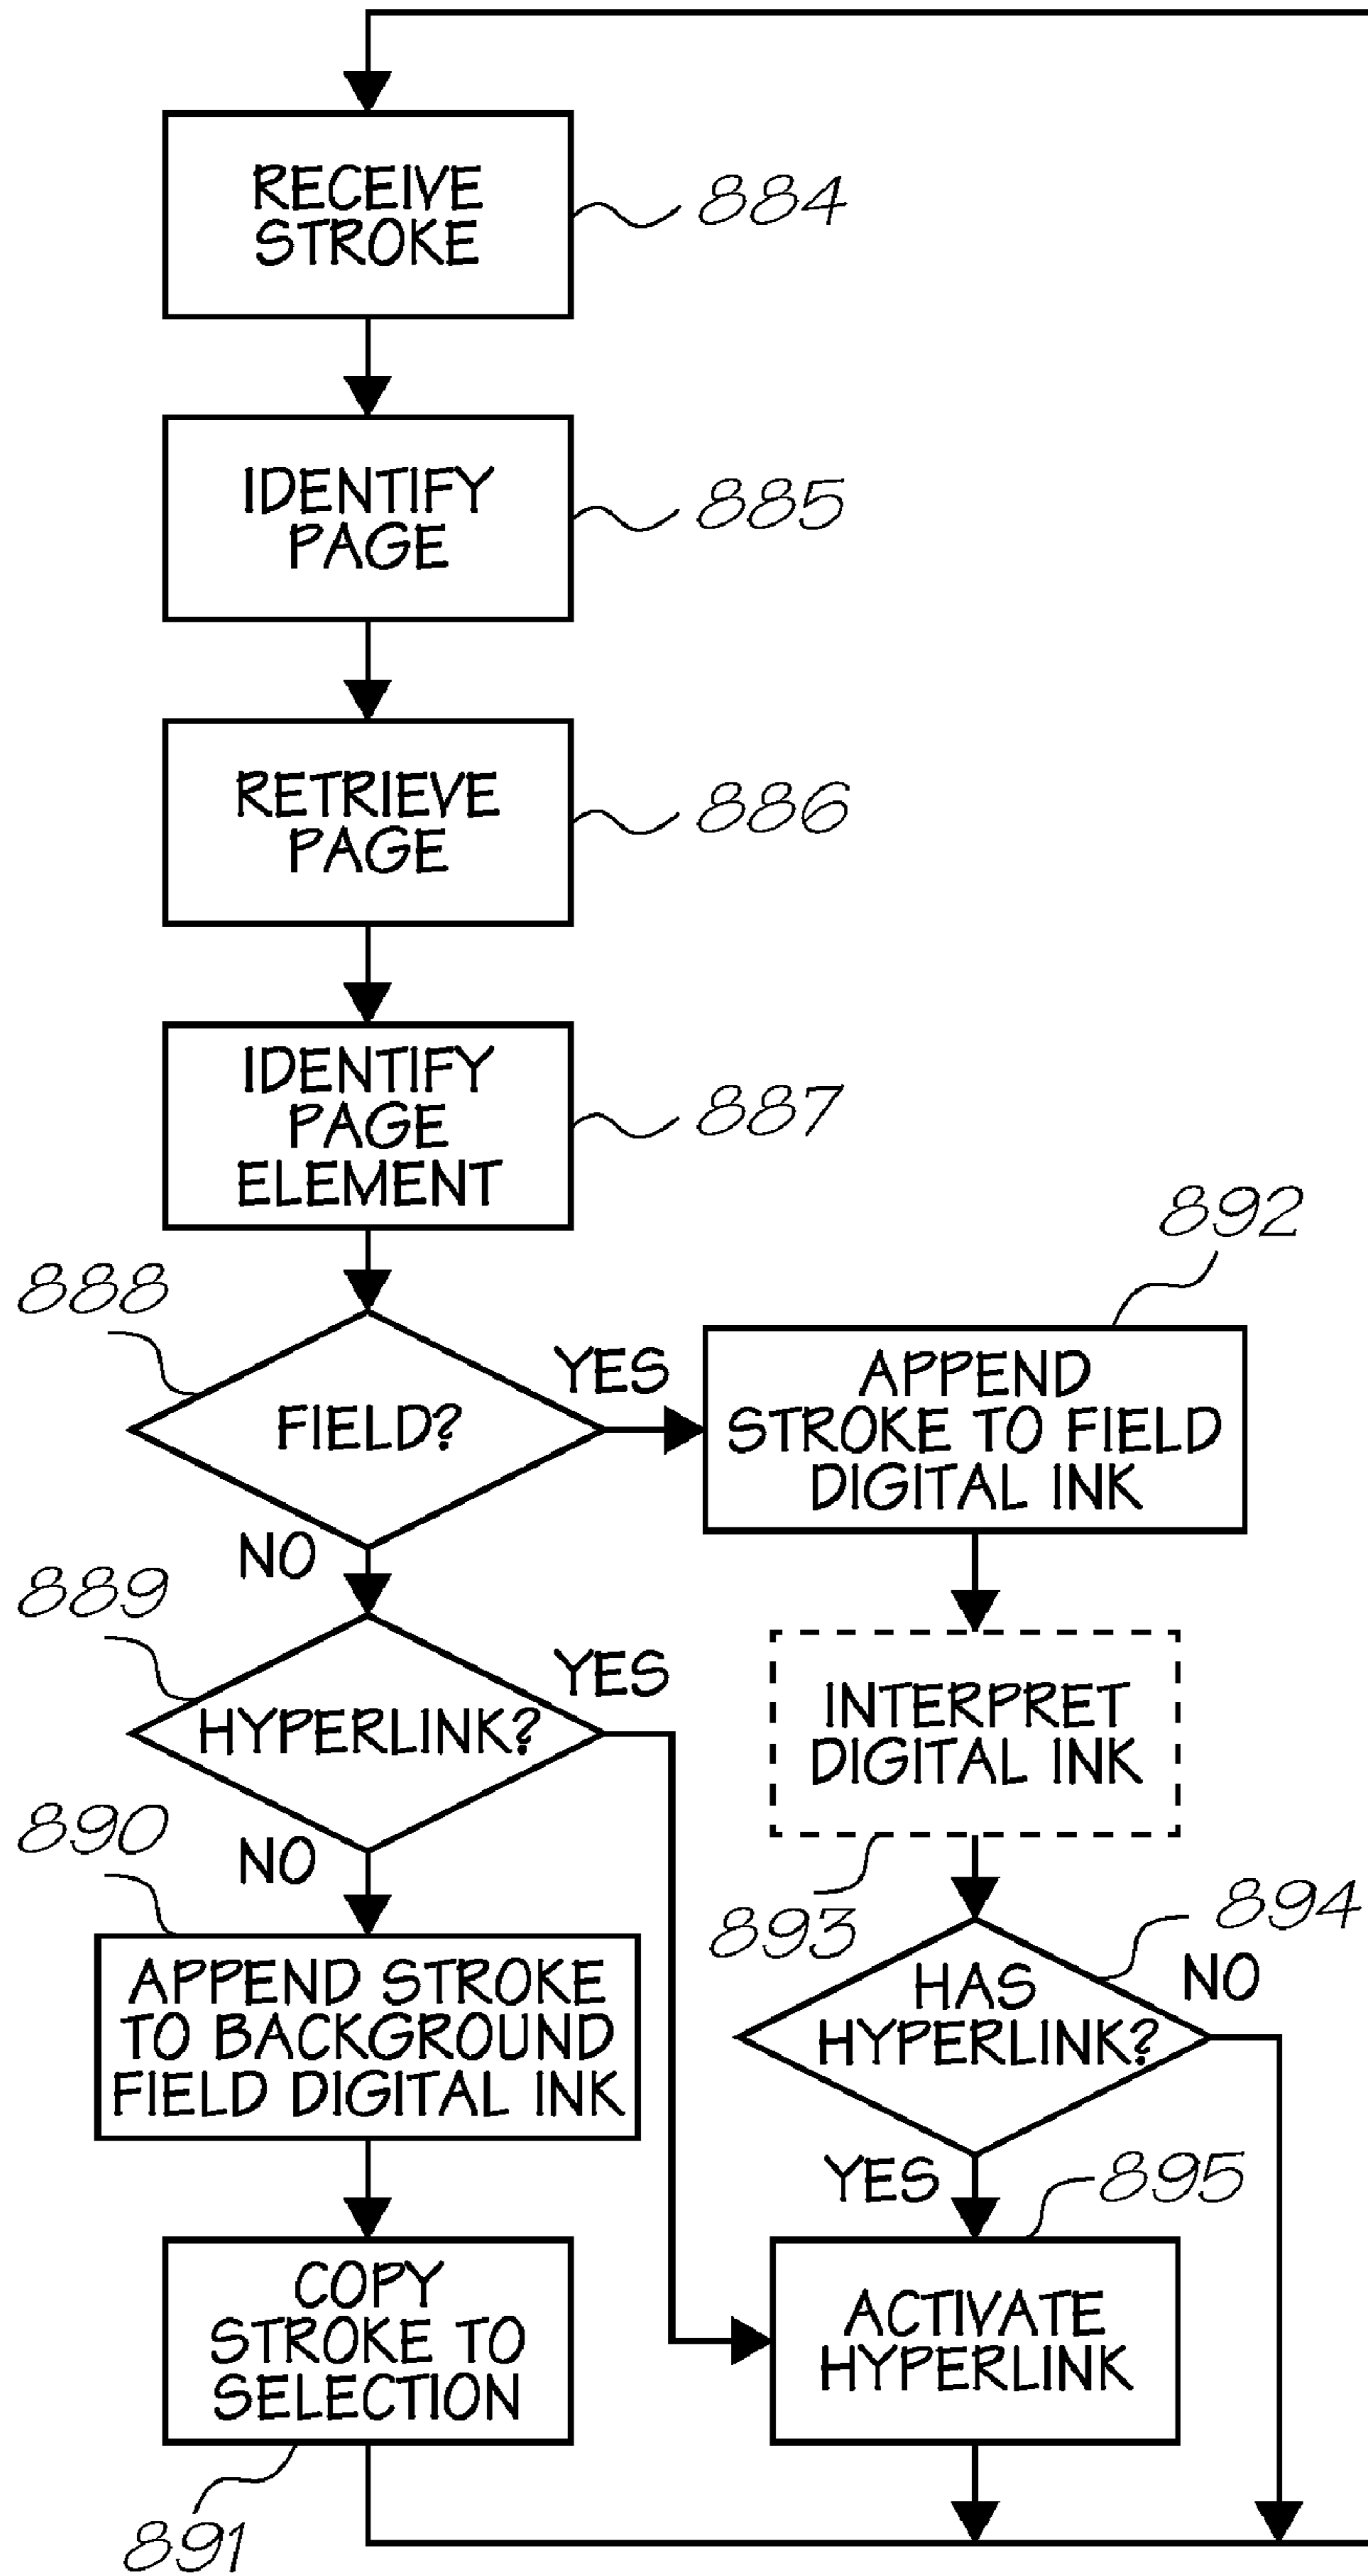 RECEIVE
STROKE
884
IDENTIFY
PAGE
885
RETRIEVE
PAGE
886
IDENTIFY
PAGE
ELEMENT
887
888
FIELD?
YES
NO
892
APPEND
STROKE TO FIELD
DIGITAL INK
889
HYPERLINK?
YES
NO
INTERPRET
DIGITAL INK
893
890
APPEND STROKE
TO BACKGROUND
FIELD DIGITAL INK
894
HAS
HYPERLINK?
NO
YES
895
COPY
STROKE TO
SELECTION
891
ACTIVATE
HYPERLINK